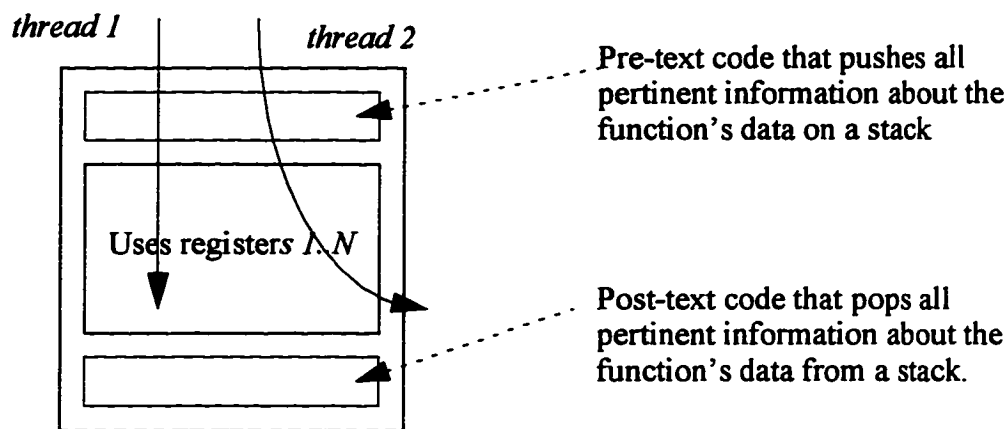 thread 1
thread 2
Pre-text code that pushes all
pertinent information about the
function's data on a stack
Uses registers 1..N
Post-text code that pops all
pertinent information about the
function's data from a stack.